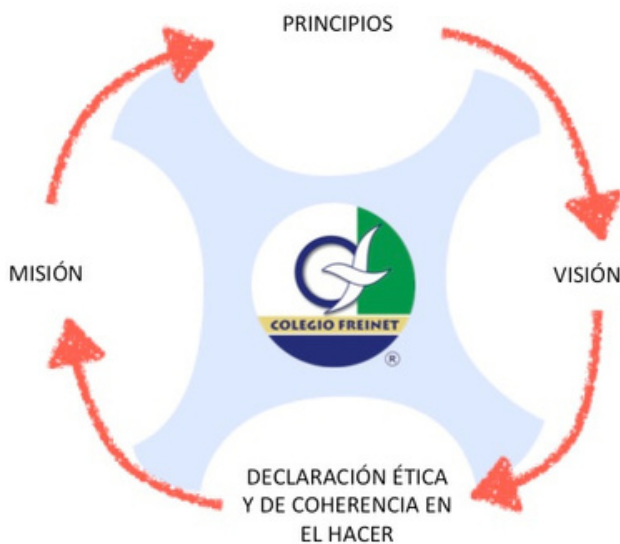 PRINCIPIOS
MISIÓN
VISIÓN
COLEGIO FREINET
®
DECLARACIÓN ÉTICA
Y DE COHERENCIA EN
EL HACER